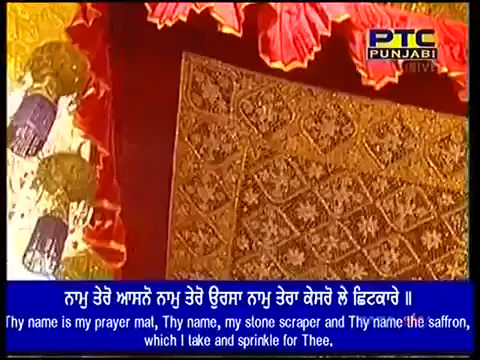 PTC
PUNJABI
LIVE
ਨਾਮੁ ਤੇਰੋ ਆਸਨੋ ਨਾਮੁ ਤੇਰੋ ਉਰਸਾ ਨਾਮੁ ਤੇਰਾ ਕੇਸਰੋ ਲੇ ਛਿਟਕਾਰੇ ॥
Thy name is my prayer mat, Thy name, my stone scraper and Thy name the saffron,
which I take and sprinkle for Thee.